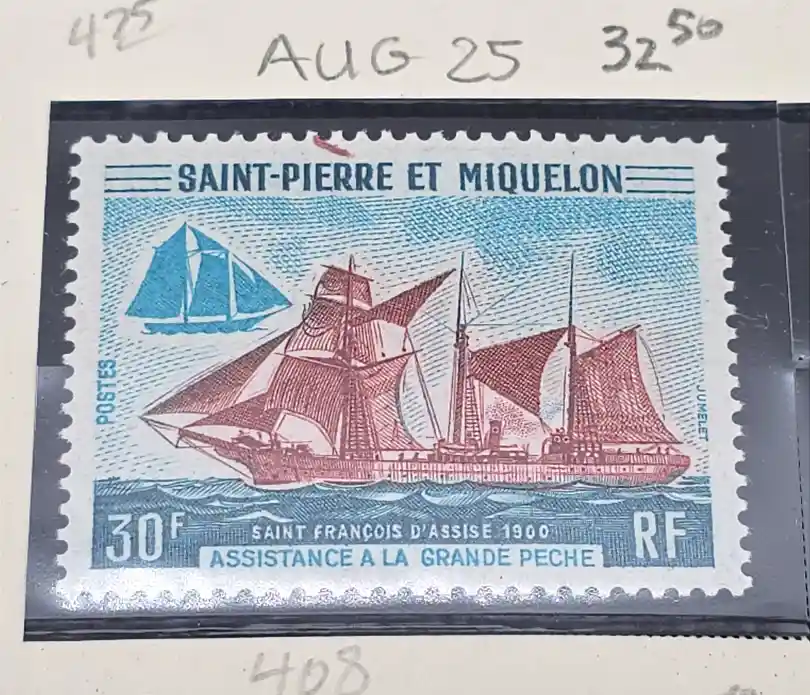 425
AUG 25 32 50
SAINT-PIERRE ET MIQUELON
POSTES
JUMELET
30F
SAINT FRANÇOIS D'ASSISE 1900
RF
ASSISTANCE A LA GRANDE PECHE
408